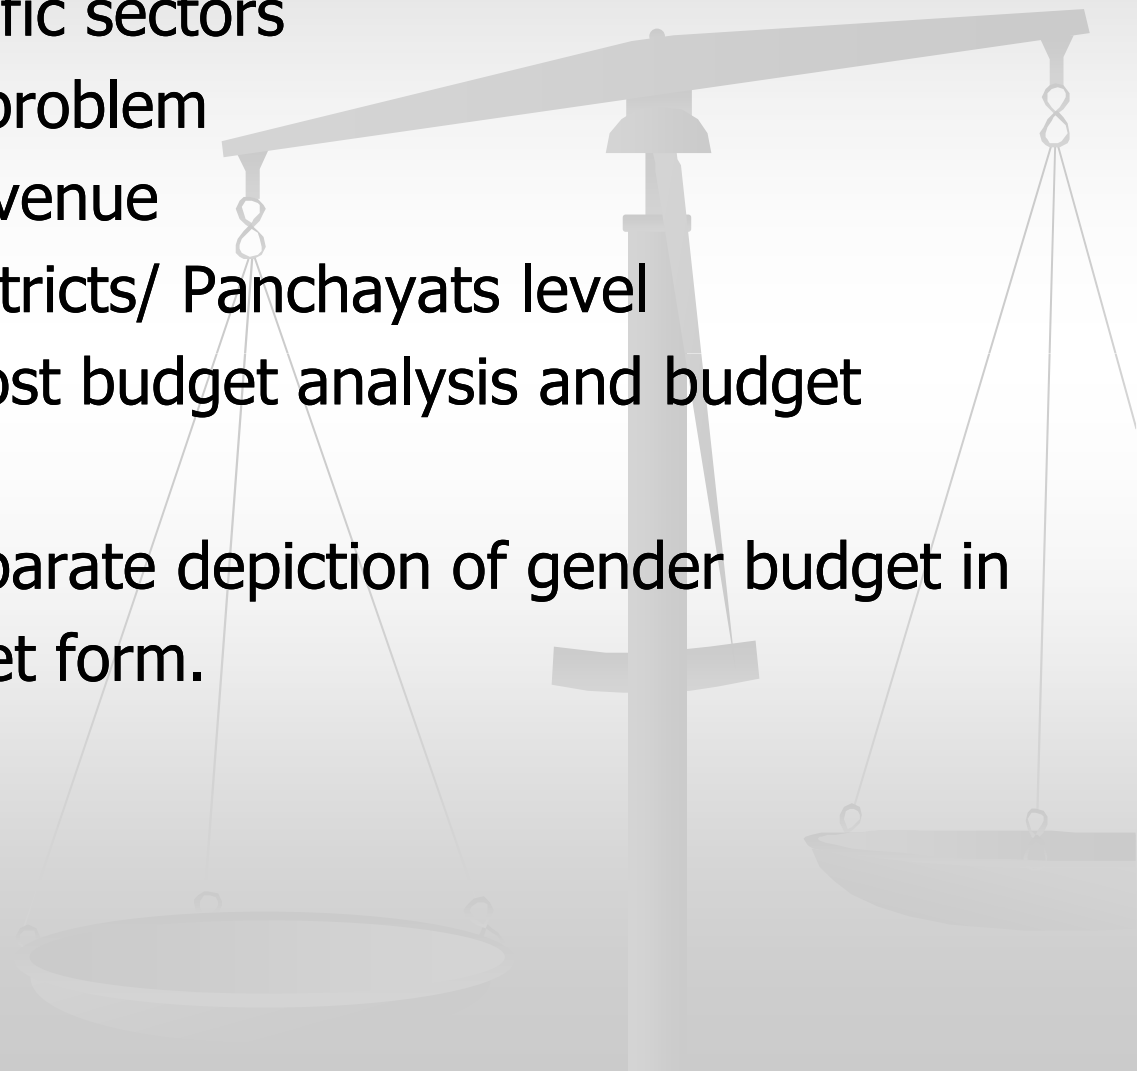 fic sectors
problem
venue
tricts/ Panchayats level
ost budget analysis and budget
parate depiction of gender budget in
et form.